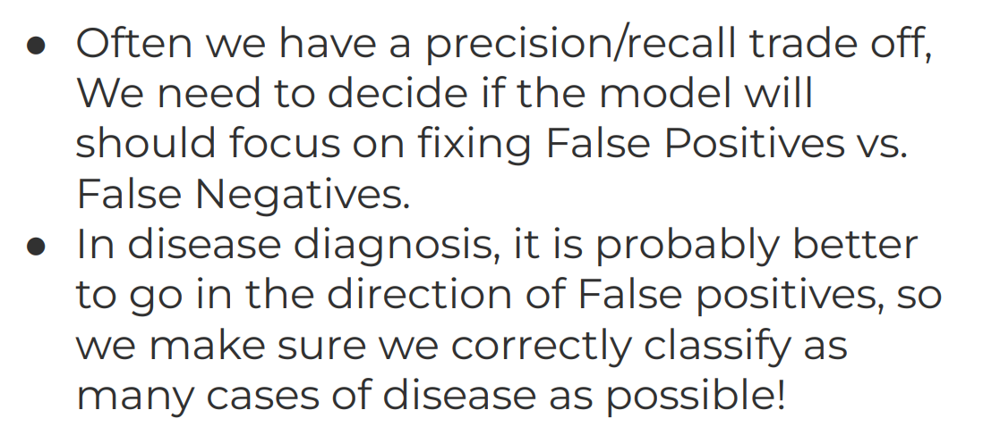 ● Often we have a precision/recall trade off,
We need to decide if the model will
should focus on fixing False Positives vs.
False Negatives.
● In disease diagnosis, it is probably better
to go in the direction of False positives, so
we make sure we correctly classify as
many cases of disease as possible!